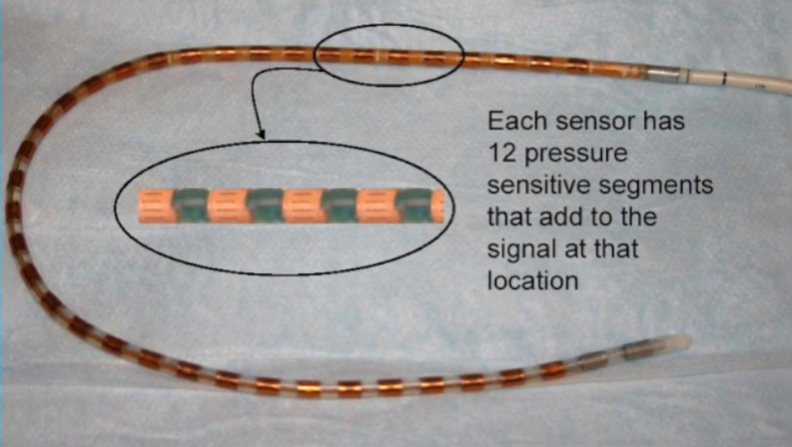 Each sensor has
12 pressure
sensitive segments
that add to the
signal at that
location